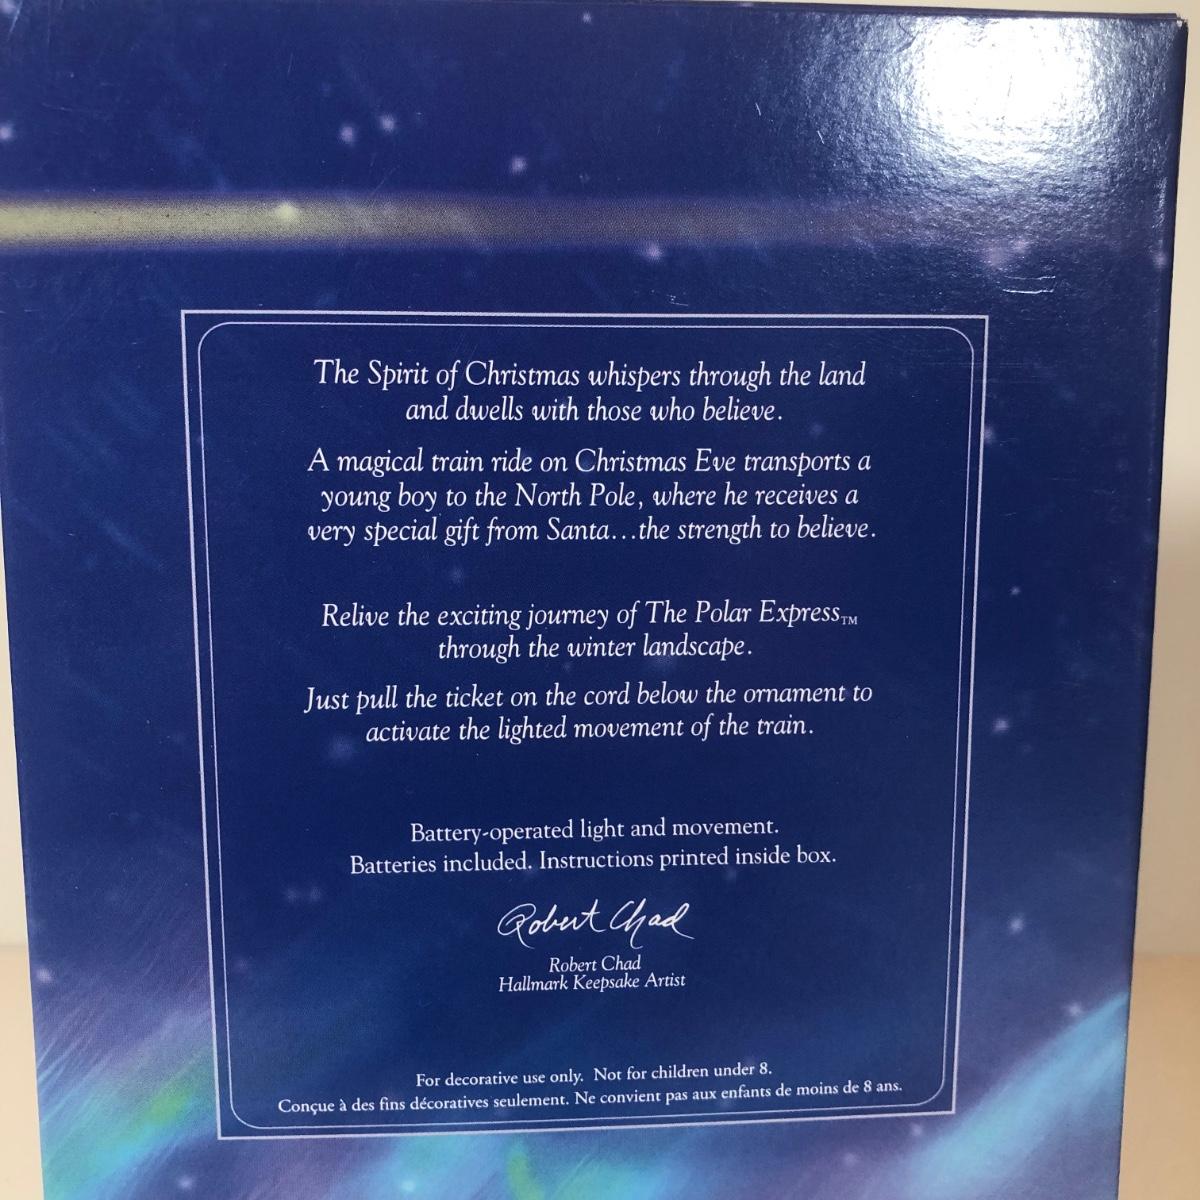 The Spirit of Christmas whispers through the land
and dwells with those who believe.
A magical train ride on Christmas Eve transports a
young boy to the North Pole, where he receives a
very special gift from Santa...the strength to believe.
Relive the exciting journey of The Polar Express™
through the winter landscape.
Just pull the ticket on the cord below the ornament to
activate the lighted movement of the train.
Battery-operated light and movement.
Batteries included. Instructions printed inside box.
Robert Chad
Robert Chad
Hallmark Keepsake Artist
For decorative use only. Not for children under 8.
Conçue à des fins décoratives seulement. Ne convient pas aux enfants de moins de 8 ans.